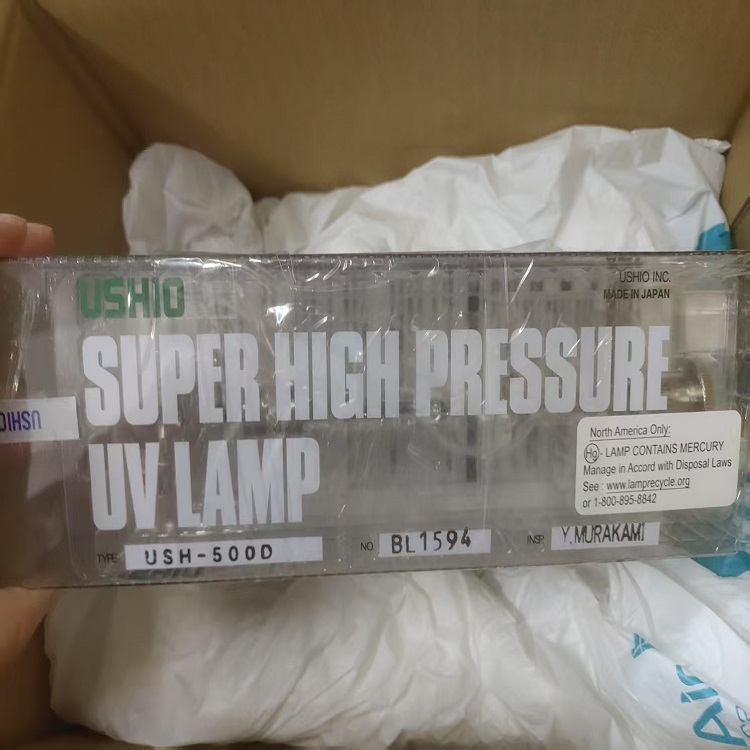 USHIO
USHIO INC.
MADE IN JAPAN
SUPER HIGH PRESSURE
UV LAMP
USHIO
North America Only:
Hg - LAMP CONTAINS MERCURY
Manage in Accord with Disposal Laws
See : www.lamprecycle.org
or 1-800-895-8842
TYPE USH-500D
NO. BL1594
INSP. Y.MURAKAMI
AIR